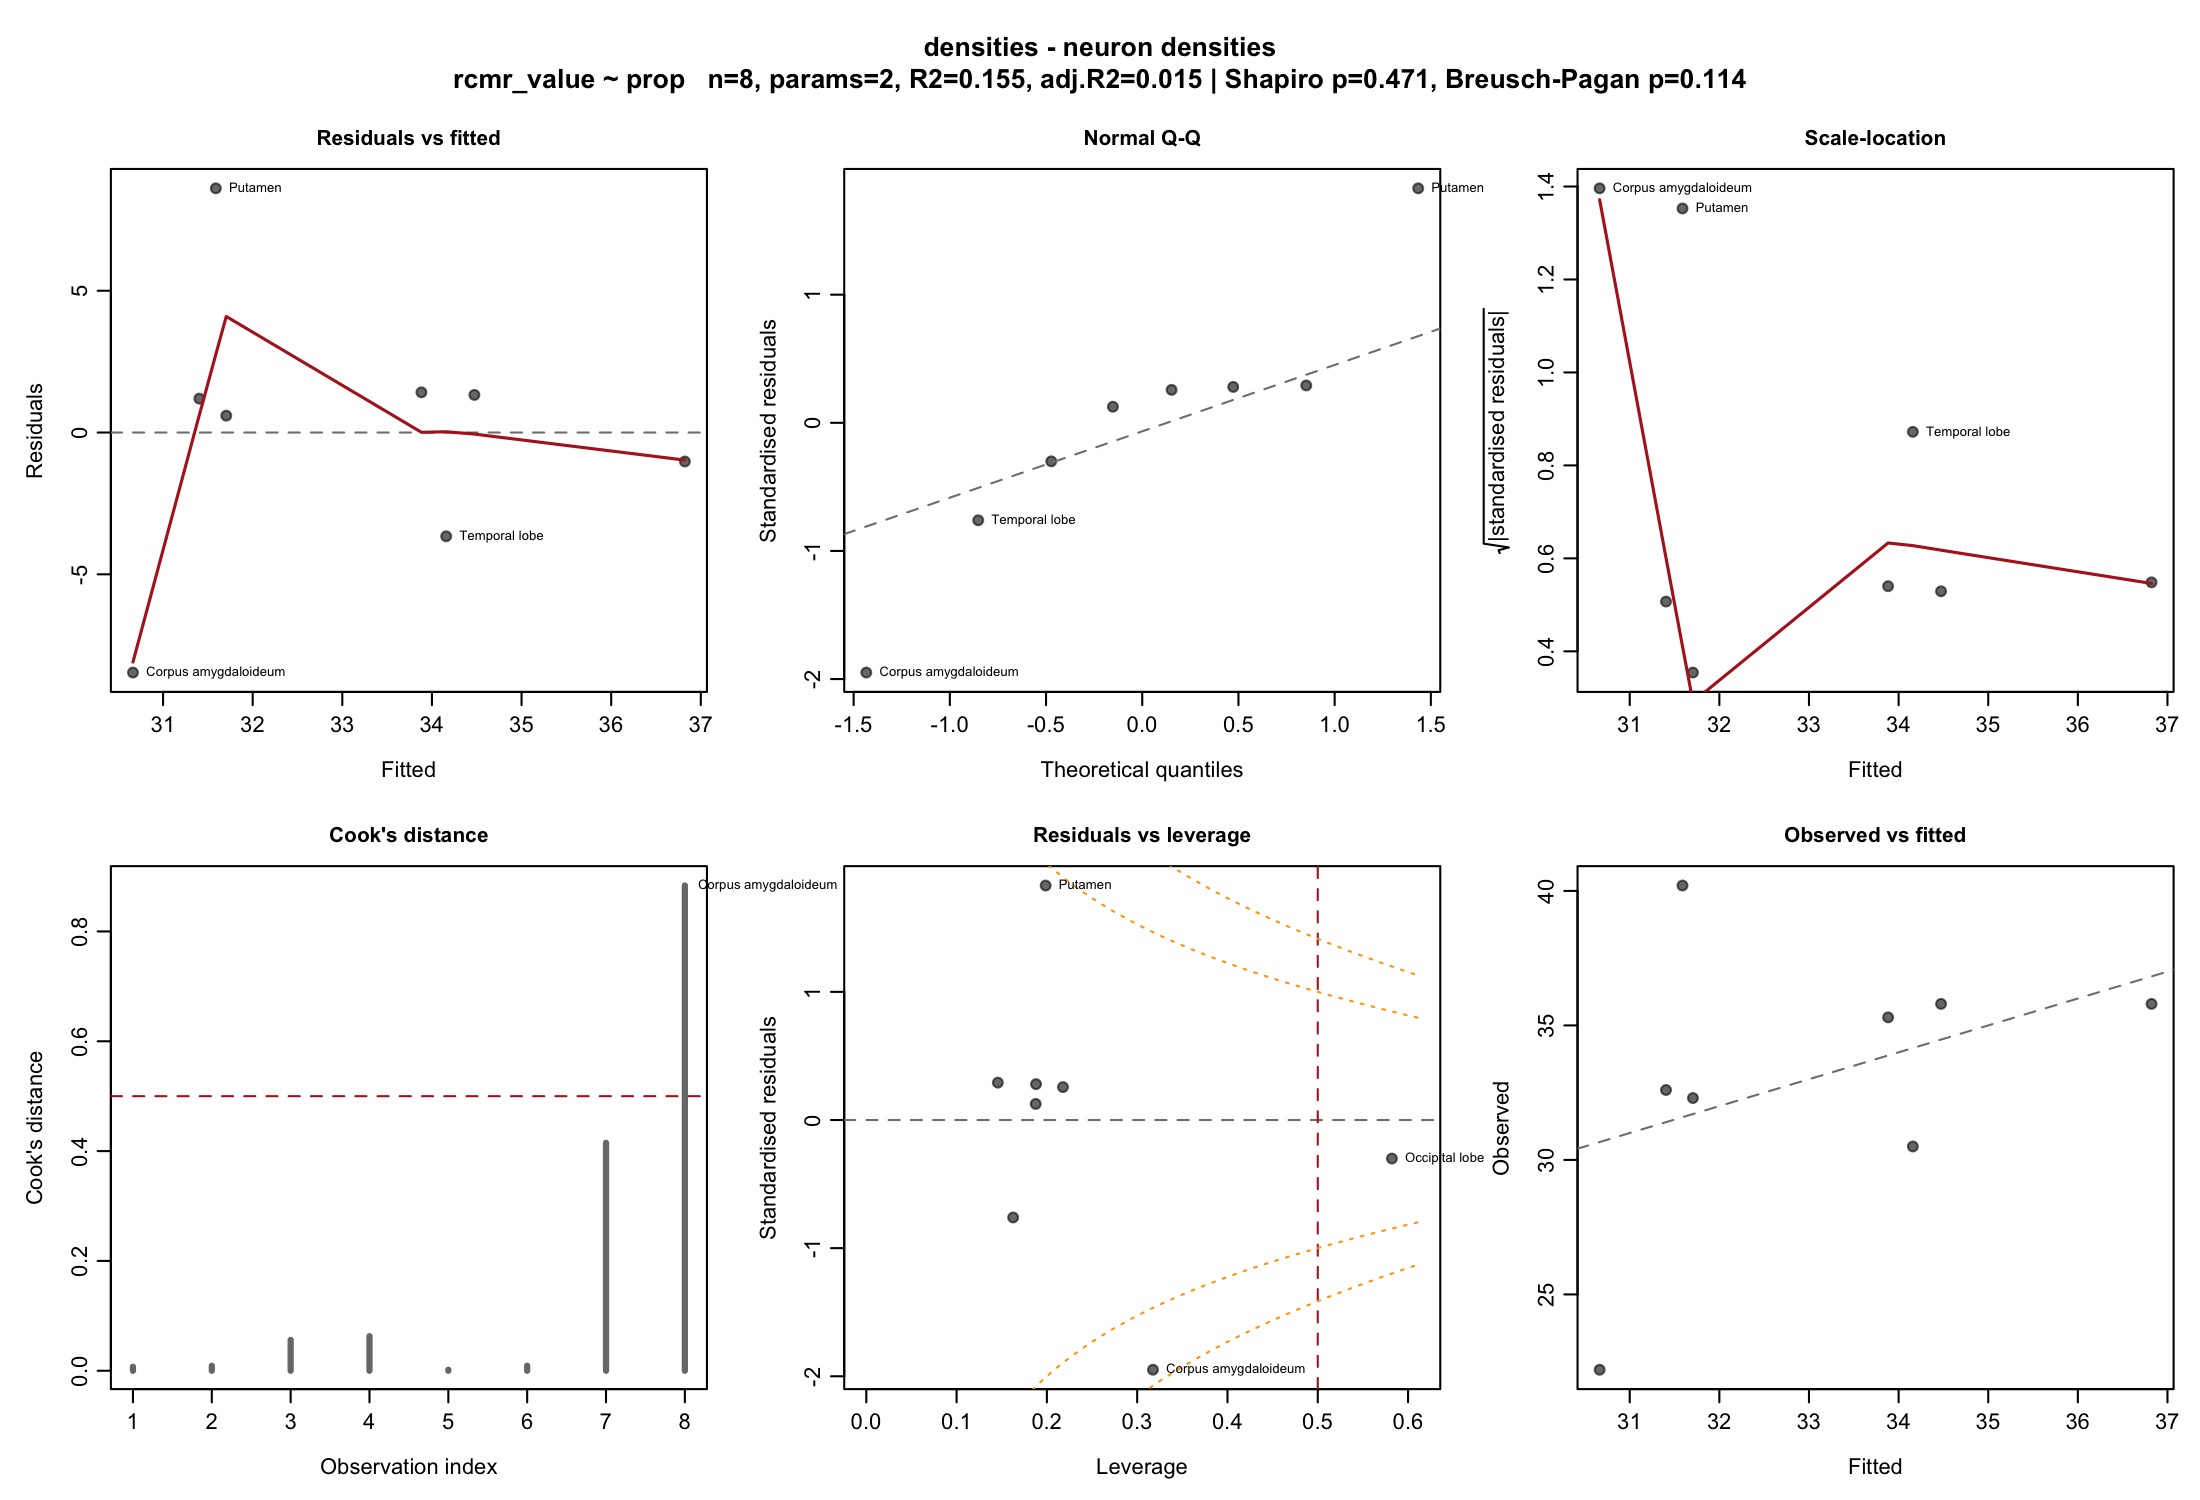 densities - neuron densities
rcmr_value ~ prop   n=8, params=2, R2=0.155, adj.R2=0.015 | Shapiro p=0.471, Breusch-Pagan p=0.114
Residuals vs fitted
Residuals
5
0
-5
Putamen
Temporal lobe
Corpus amygdaloideum
31 32 33 34 35 36 37
Fitted
Normal Q-Q
Standardised residuals
1
0
-1
-2
Putamen
Temporal lobe
Corpus amygdaloideum
-1.5 -1.0 -0.5 0.0 0.5 1.0 1.5
Theoretical quantiles
Scale-location
√|standardised residuals|
1.4
1.2
1.0
0.8
0.6
0.4
Corpus amygdaloideum
Putamen
Temporal lobe
31 32 33 34 35 36 37
Fitted
Cook's distance
Cook's distance
0.8
0.6
0.4
0.2
0.0
Corpus amygdaloideum
1 2 3 4 5 6 7 8
Observation index
Residuals vs leverage
Standardised residuals
1
0
-1
-2
Putamen
Occipital lobe
Corpus amygdaloideum
0.0 0.1 0.2 0.3 0.4 0.5 0.6
Leverage
Observed vs fitted
Observed
40
35
30
25
31 32 33 34 35 36 37
Fitted